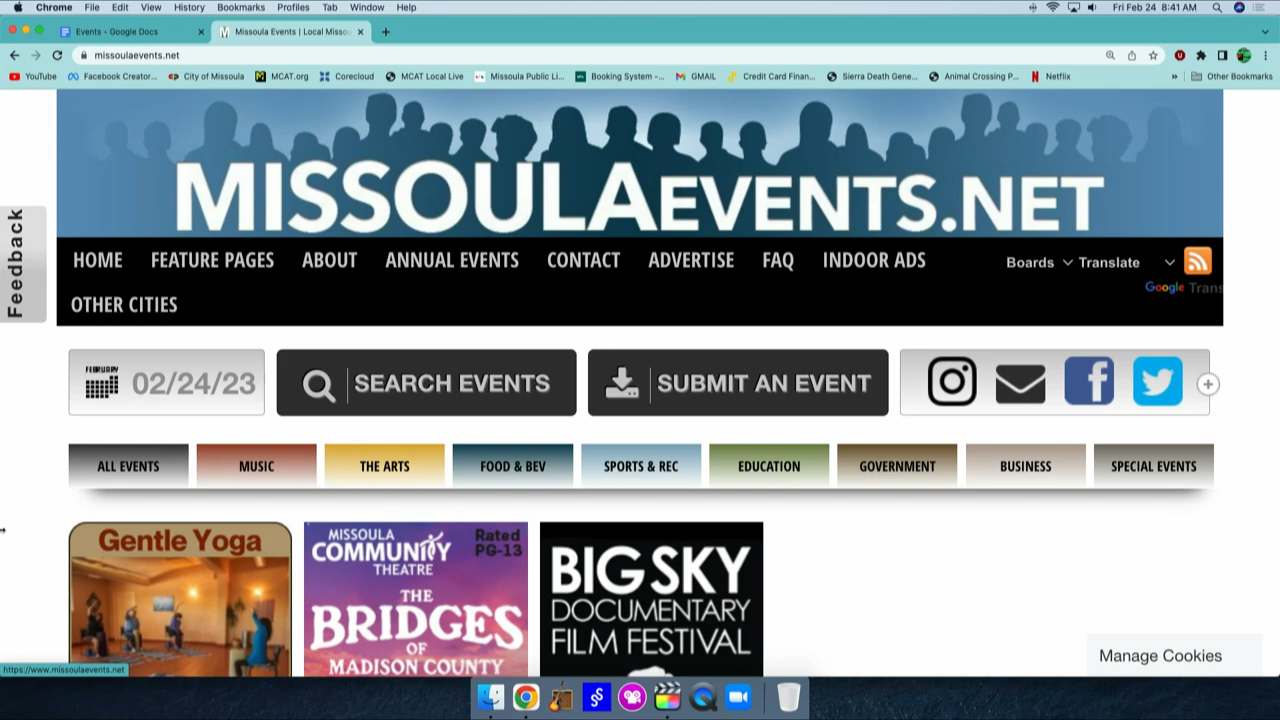 Chrome File Edit View History Bookmarks Profiles Tab Window Help Fri Feb 24 8:41 AM
Events - Google Docs Missoula Events | Local Misso
missoulaevents.net
YouTube Facebook Creator... City of Missoula MCAT.org Corecloud MCAT Local Live Missoula Public Li... Booking System -... GMAIL Credit Card Finan... Sierra Death Gene... Animal Crossing P... Netflix » Other Bookmarks
MISSOULAEVENTS.NET
Feedback
HOME FEATURE PAGES ABOUT ANNUAL EVENTS CONTACT ADVERTISE FAQ INDOOR ADS Boards Translate
Google Trans
OTHER CITIES
FEBRUARY 02/24/23 SEARCH EVENTS SUBMIT AN EVENT
ALL EVENTS MUSIC THE ARTS FOOD & BEV SPORTS & REC EDUCATION GOVERNMENT BUSINESS SPECIAL EVENTS
Gentle Yoga
MISSOULA
COMMUNITY
THEATRE
Rated
PG-13
THE
BRIDGES
OF
MADISON COUNTY
BIG SKY
DOCUMENTARY
FILM FESTIVAL
Manage Cookies
https://www.missoulaevents.net